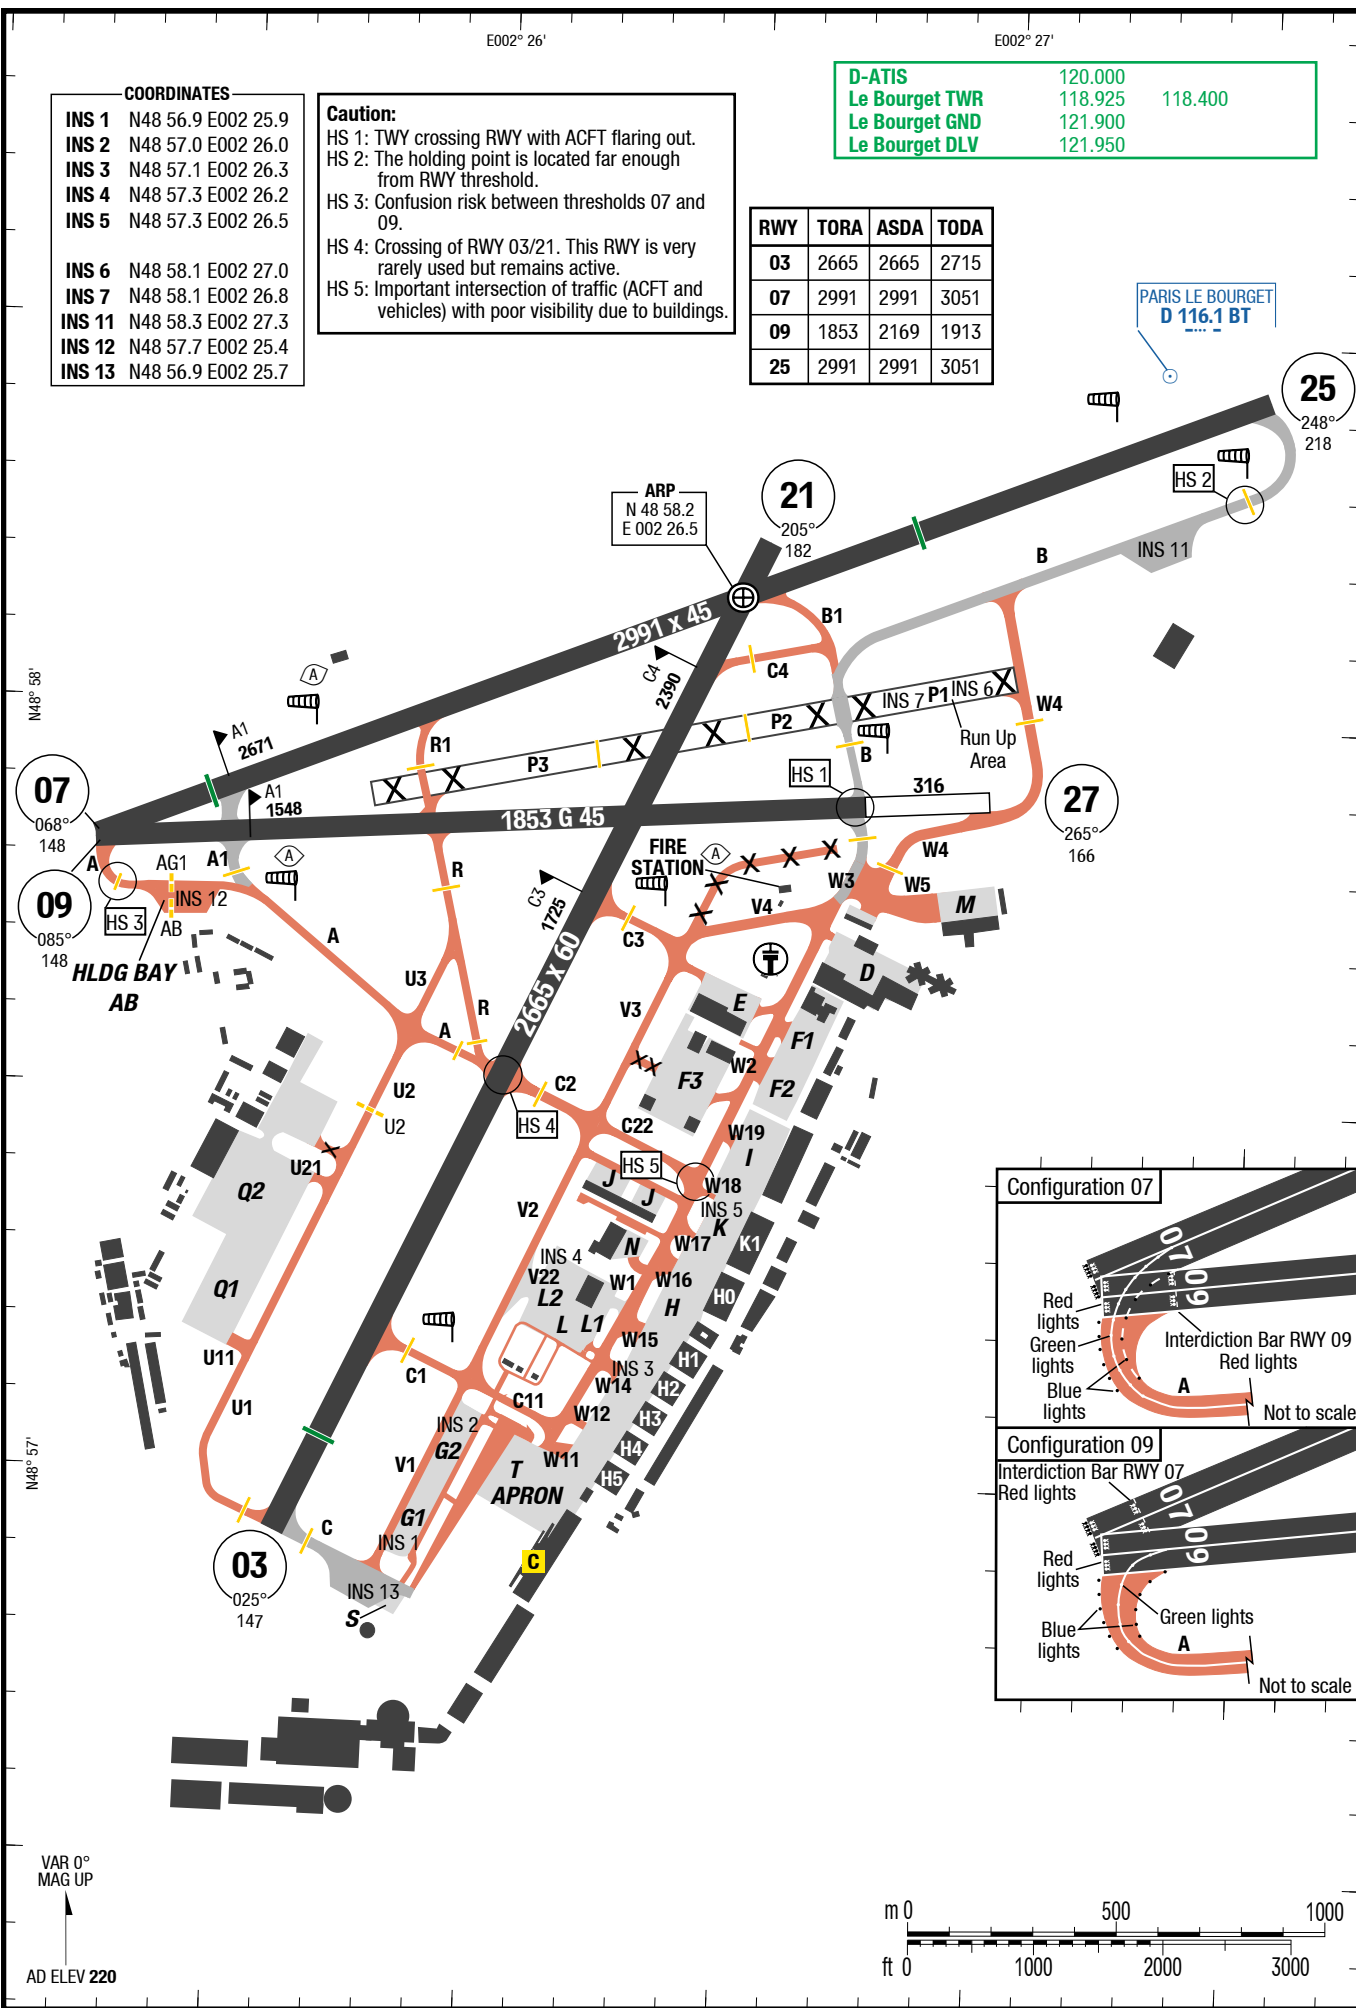 E002° 26'
E002° 27'
COORDINATES
INS 1 N48 56.9 E002 25.9
INS 2 N48 57.0 E002 26.0
INS 3 N48 57.1 E002 26.3
INS 4 N48 57.3 E002 26.2
INS 5 N48 57.3 E002 26.5
INS 6 N48 58.1 E002 27.0
INS 7 N48 58.1 E002 26.8
INS 11 N48 58.3 E002 27.3
INS 12 N48 57.7 E002 25.4
INS 13 N48 56.9 E002 25.7
Caution:
HS 1: TWY crossing RWY with ACFT flaring out.
HS 2: The holding point is located far enough
from RWY threshold.
HS 3: Confusion risk between thresholds 07 and
09.
HS 4: Crossing of RWY 03/21. This RWY is very
rarely used but remains active.
HS 5: Important intersection of traffic (ACFT and
vehicles) with poor visibility due to buildings.
D-ATIS 120.000
Le Bourget TWR 118.925 118.400
Le Bourget GND 121.900
Le Bourget DLV 121.950
RWY TORA ASDA TODA
03 2665 2665 2715
07 2991 2991 3051
09 1853 2169 1913
25 2991 2991 3051
PARIS LE BOURGET
D 116.1 BT
25
248°
218
HS 2
INS 11
B
ARP
N 48 58.2
E 002 26.5
21
205°
182
2991 x 45
B1
C4
C4
2390
N48° 58'
A
A1
2671
R1
P3
P2
INS 7
P1
INS 6
W4
Run Up
Area
B
HS 1
316
07
068°
148
A1
1548
1853 G 45
27
265°
166
A
A1
AG1
A
INS 12
HS 3
AB
09
085°
148
HLDG BAY
AB
A
R
FIRE
STATION
A
W3
W4
W5
M
V4
C3
1725
C3
D
U3
R
2665 x 60
V3
E
F1
A
F3
W2
F2
U2
U2
C2
HS 4
C22
W19
I
U21
HS 5
J
J
W18
INS 5
K
Q2
V2
N
W17
K1
INS 4
V22
L2
W1
W16
H0
H
Q1
L
L1
W15
H1
U11
C1
INS 3
W14
H2
C11
W12
H3
U1
INS 2
G2
H4
V1
T
W11
H5
APRON
N48° 57'
G1
INS 1
C
C
03
025°
147
INS 13
S
Configuration 07
07
09
Red
lights
Green
lights
Blue
lights
Interdiction Bar RWY 09
Red lights
A
Not to scale
Configuration 09
Interdiction Bar RWY 07
Red lights
07
09
Red
lights
Blue
lights
Green lights
A
Not to scale
VAR 0°
MAG UP
AD ELEV 220
m 0 500 1000
ft 0 1000 2000 3000